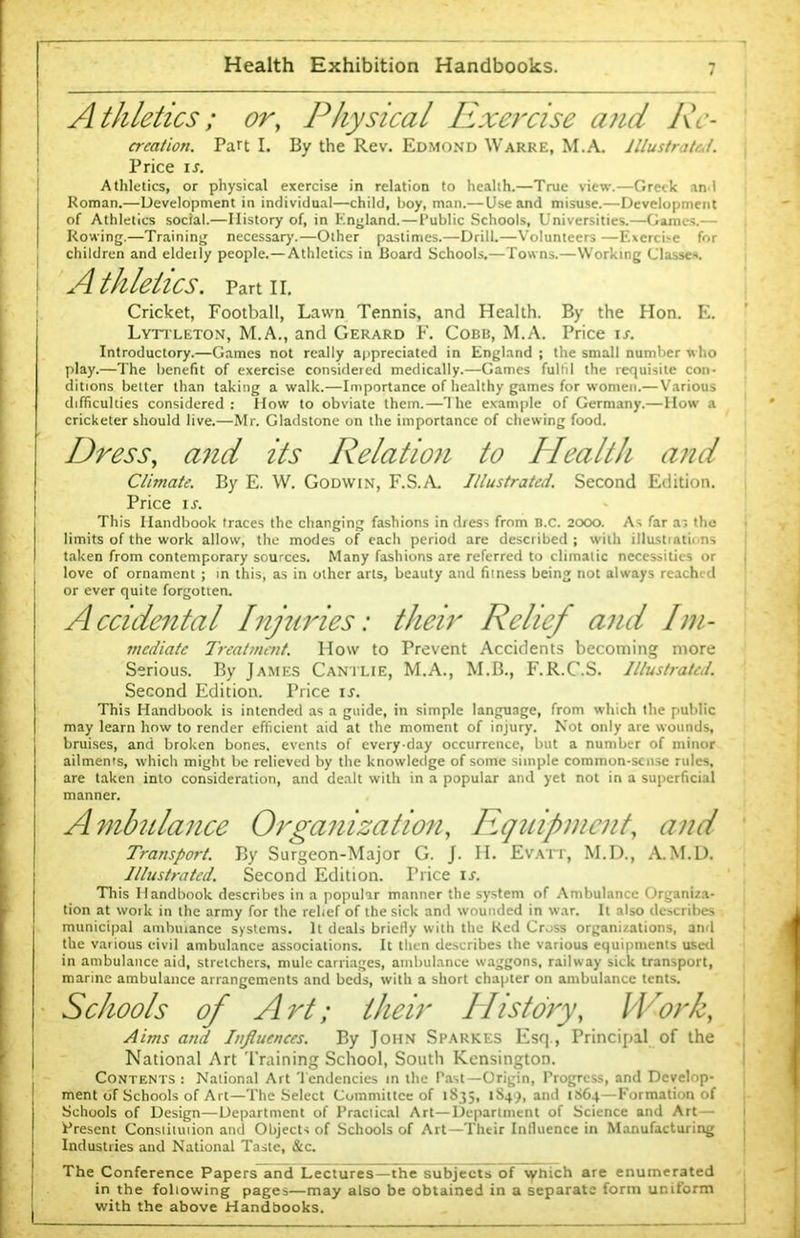 Health Exhibition Handbooks. 7
Athletics; or, Physical Exercise and Re-
creation. Part I. By the Rev. Edmond Warre, M.A. Illustrated.
Price 1s.
Athletics, or physical exercise in relation to health.—True view.—Greek and
Roman.—Development in individual—child, boy, man.—Use and misuse.—Development
of Athletics social.—History of, in England.—Public Schools, Universities.—Games.—
Rowing.—Training necessary.—Other pastimes.—Drill.—Volunteers—Exercise for
children and elderly people.—Athletics in Board Schools.—Towns.—Working Classes.
Athletics. Part II.
Cricket, Football, Lawn Tennis, and Health. By the Hon. E.
Lyttleton, M.A., and Gerard F. Cobb, M.A. Price 1s.
Introductory.—Games not really appreciated in England ; the small number who
play.—The benefit of exercise considered medically.—Games fulfil the requisite con-
ditions better than taking a walk.—Importance of healthy games for women.—Various
difficulties considered : How to obviate them.—The example of Germany.—How a
cricketer should live.—Mr. Gladstone on the importance of chewing food.
Dress, and its Relation to Health and
Climate. By E. W. Godwin, F.S.A. Illustrated. Second Edition.
Price 1s.
This Handbook traces the changing fashions in dress from B.C. 2000. As far as the
limits of the work allow, the modes of each period are described ; with illustrations
taken from contemporary sources. Many fashions are referred to climatic necessities or
love of ornament ; in this, as in other arts, beauty and fitness being not always reached
or ever quite forgotten.
Accidental Injuries: their Relief and Im-
mediate Treatment. How to Prevent Accidents becoming more
Serious. By James Cantlie, M.A., M.B., F.R.C.S. Illustrated.
Second Edition. Price 1s.
This Handbook is intended as a guide, in simple language, from which the public
may learn how to render efficient aid at the moment of injury. Not only are wounds,
bruises, and broken bones, events of every-day occurrence, but a number of minor
ailments, which might be relieved by the knowledge of some simple common-sense rules,
are taken into consideration, and dealt with in a popular and yet not in a superficial
manner.
Ambulance Organization, Equipment, and
Transport. By Surgeon-Major G. J. H. Evatt, M.D., A.M.D.
Illustrated. Second Edition. Price 1s.
This Handbook describes in a popular manner the system of Ambulance Organiza-
tion at work in the army for the relief of the sick and wounded in war. It also describes
municipal ambulance systems. It deals briefly with the Red Cross organizations, and
the various civil ambulance associations. It then describes the various equipments used
in ambulance aid, stretchers, mule carriages, ambulance waggons, railway sick transport,
marine ambulance arrangements and beds, with a short chapter on ambulance tents.
Schools of Art; their History, Work,
Aims and Influences. By John Sparkes Esq., Principal of the
National Art Training School, South Kensington.
Contents : National Art Tendencies in the Past—Origin, Progress, and Develop-
ment of Schools of Art—The Select Committee of 1835, 1849, and 1864—Formation of
Schools of Design—Department of Practical Art—Department of Science and Art—
Present Constitution and Objects of Schools of Art—Their Influence in Manufacturing
Industries and National Taste, &c.
The Conference Papers and Lectures—the subjects of which are enumerated
in the following pages—may also be obtained in a separate form uniform
with the above Handbooks.